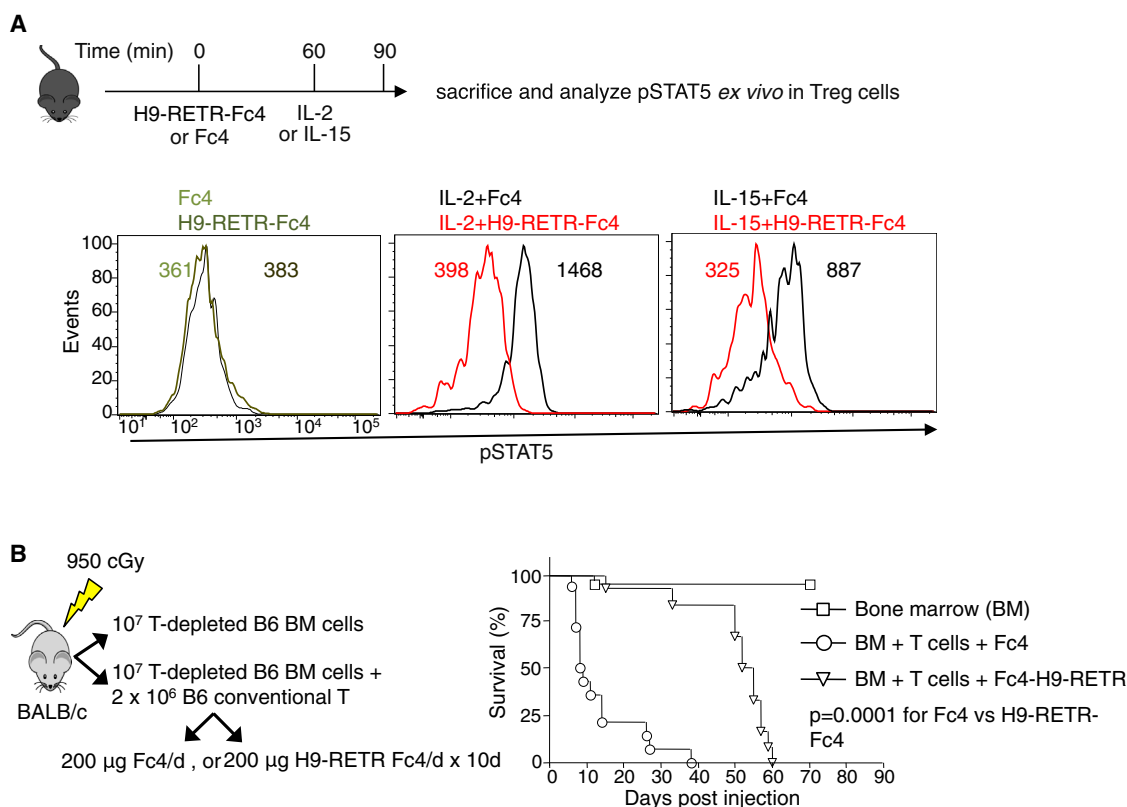 A
Time (min) 0 60 90
H9-RETR-Fc4
or Fc4
IL-2
or IL-15
sacrifice and analyze pSTAT5 ex vivo in Treg cells
Fc4
H9-RETR-Fc4
IL-2+Fc4
IL-2+H9-RETR-Fc4
IL-15+Fc4
IL-15+H9-RETR-Fc4
Events
100
80
60
40
20
0
361 383
398 1468
325 887
10¹ 10² 10³ 10⁴ 10⁵
pSTAT5
B
950 cGy
BALB/c
10⁷ T-depleted B6 BM cells
10⁷ T-depleted B6 BM cells +
2 x 10⁶ B6 conventional T
200 µg Fc4/d , or 200 µg H9-RETR Fc4/d x 10d
Survival (%)
100
75
50
25
0
0 10 20 30 40 50 60 70 80 90
Days post injection
Bone marrow (BM)
BM + T cells + Fc4
BM + T cells + Fc4-H9-RETR
p=0.0001 for Fc4 vs H9-RETR-
Fc4